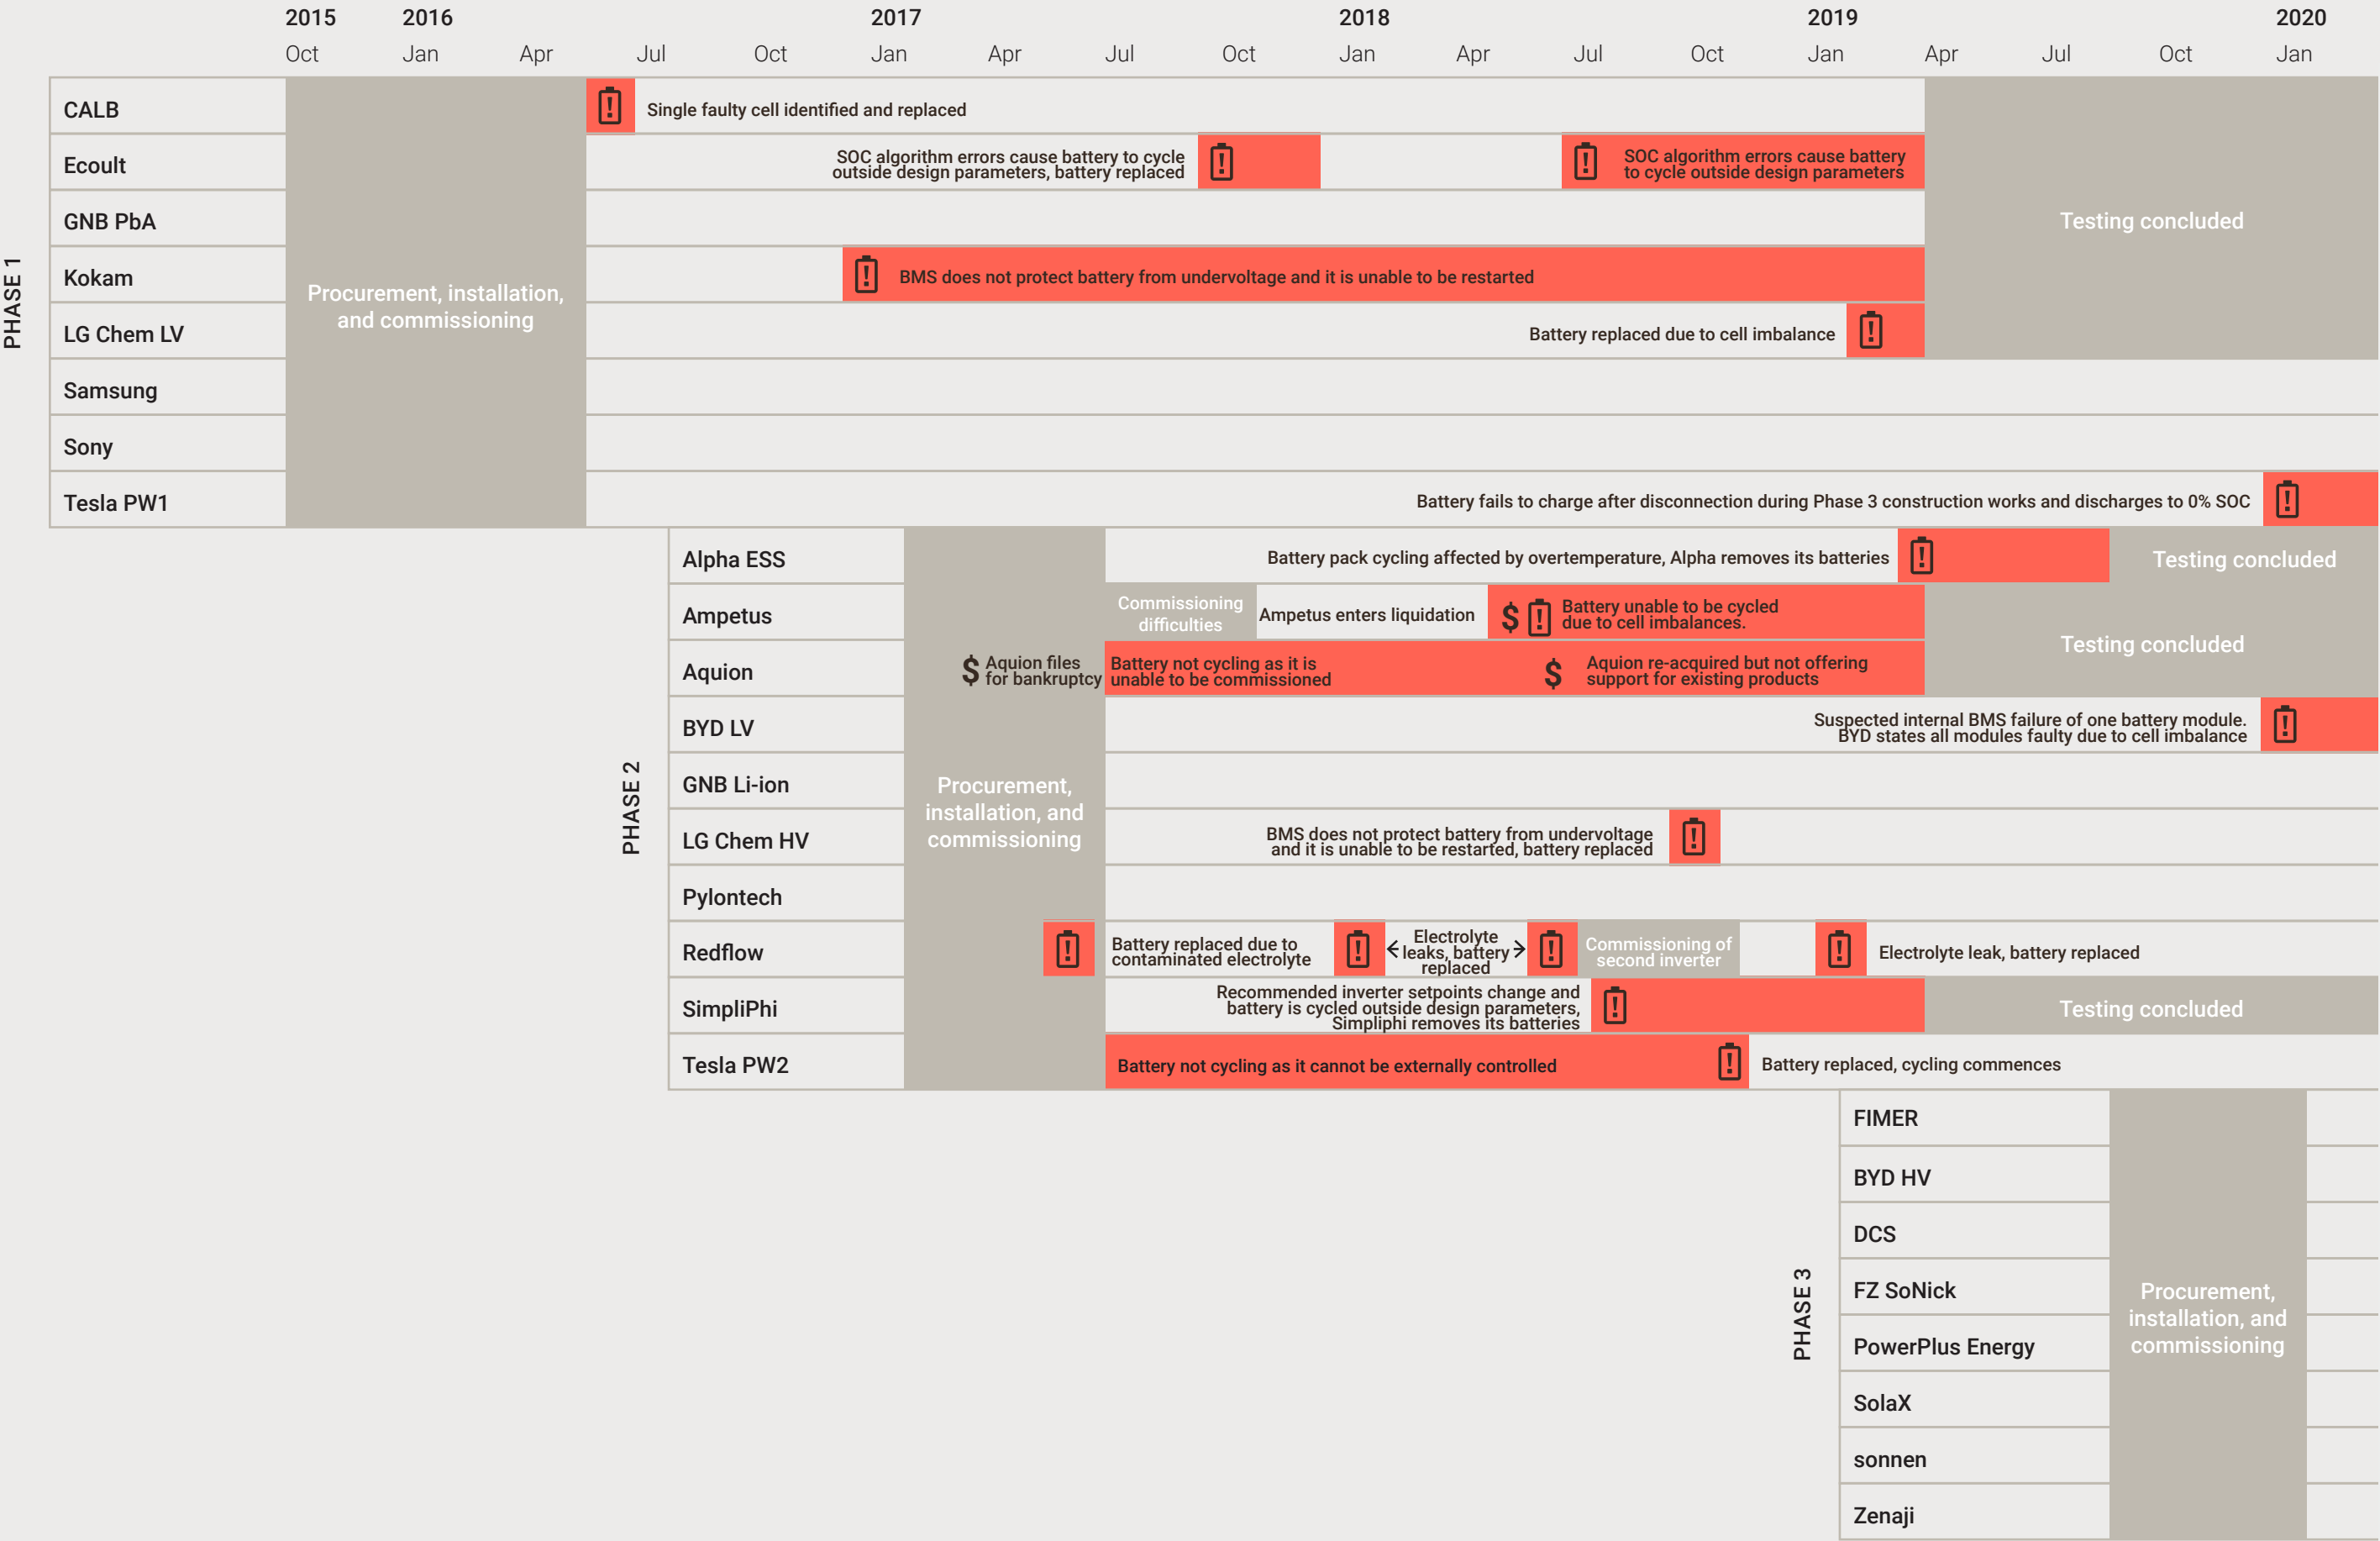 2015
2016
2017
2018
2019
2020
Oct
Jan
Apr
Jul
Oct
Jan
Apr
Jul
Oct
Jan
Apr
Jul
Oct
Jan
Apr
Jul
Oct
Jan
PHASE 1
CALB
Single faulty cell identified and replaced
Ecoult
SOC algorithm errors cause battery to cycle
outside design parameters, battery replaced
SOC algorithm errors cause battery
to cycle outside design parameters
GNB PbA
Testing concluded
Kokam
BMS does not protect battery from undervoltage and it is unable to be restarted
Procurement, installation,
and commissioning
LG Chem LV
Battery replaced due to cell imbalance
Samsung
Sony
Tesla PW1
Battery fails to charge after disconnection during Phase 3 construction works and discharges to 0% SOC
PHASE 2
Alpha ESS
Battery pack cycling affected by overtemperature, Alpha removes its batteries
Testing concluded
Ampetus
Commissioning
difficulties
Ampetus enters liquidation
$
Battery unable to be cycled
due to cell imbalances.
Testing concluded
Aquion
$
Aquion files
for bankruptcy
Battery not cycling as it is
unable to be commissioned
$
Aquion re-acquired but not offering
support for existing products
BYD LV
Suspected internal BMS failure of one battery module.
BYD states all modules faulty due to cell imbalance
GNB Li-ion
Procurement,
installation, and
commissioning
LG Chem HV
BMS does not protect battery from undervoltage
and it is unable to be restarted, battery replaced
Pylontech
Redflow
Battery replaced due to
contaminated electrolyte
Electrolyte
leaks, battery
replaced
Commissioning of
second inverter
Electrolyte leak, battery replaced
SimpliPhi
Recommended inverter setpoints change and
battery is cycled outside design parameters,
Simpliphi removes its batteries
Testing concluded
Tesla PW2
Battery not cycling as it cannot be externally controlled
Battery replaced, cycling commences
PHASE 3
FIMER
BYD HV
DCS
FZ SoNick
Procurement,
installation, and
commissioning
PowerPlus Energy
SolaX
sonnen
Zenaji